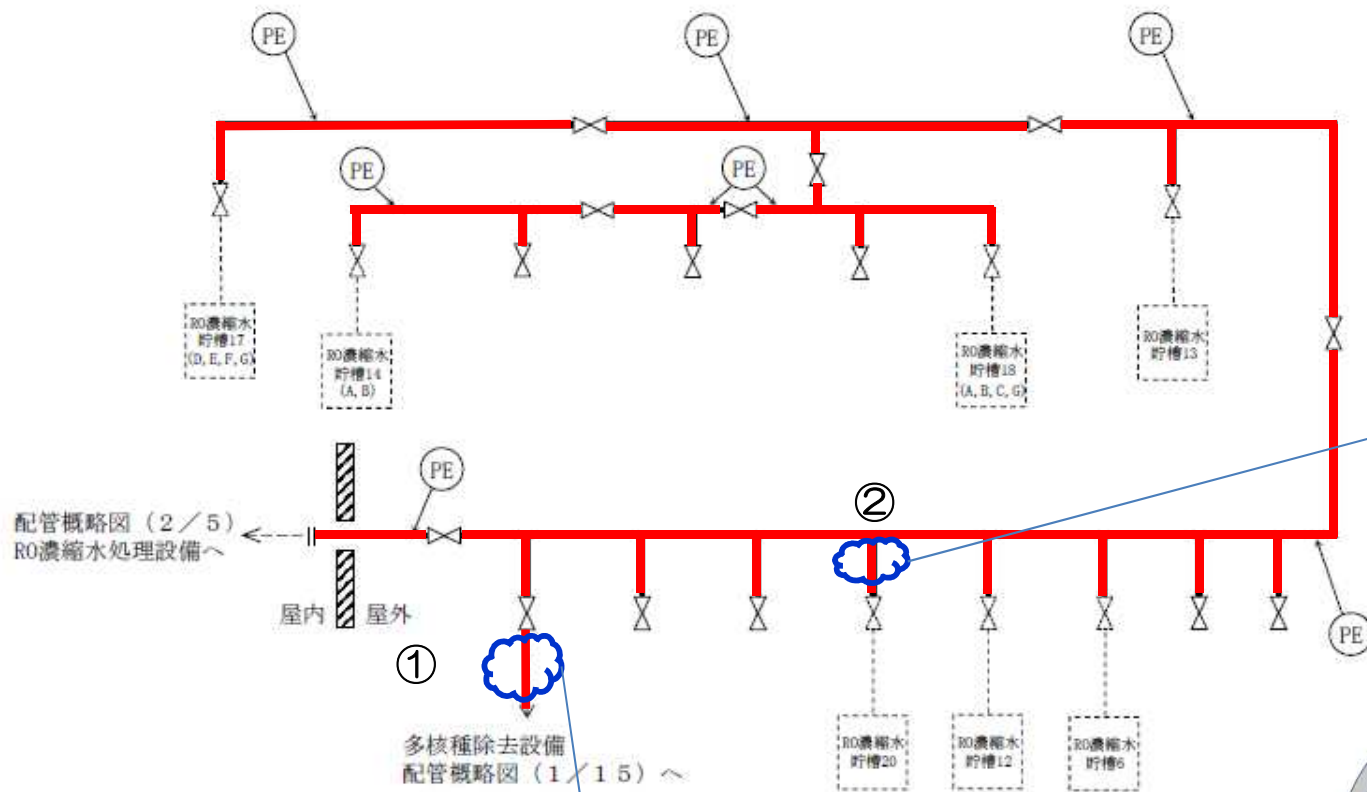 PE
PE
PE
PE
PE
RO濃縮水
貯槽17
(D,E,F,G)
RO濃縮水
貯槽14
(A,B)
RO濃縮水
貯槽18
(A,B,C,G)
RO濃縮水
貯槽13
PE
②
配管概略図(2/5)
RO濃縮水処理設備へ
屋内
屋外
PE
①
多核種除去設備
配管概略図(1/15)へ
RO濃縮水
貯槽20
RO濃縮水
貯槽12
RO濃縮水
貯槽6